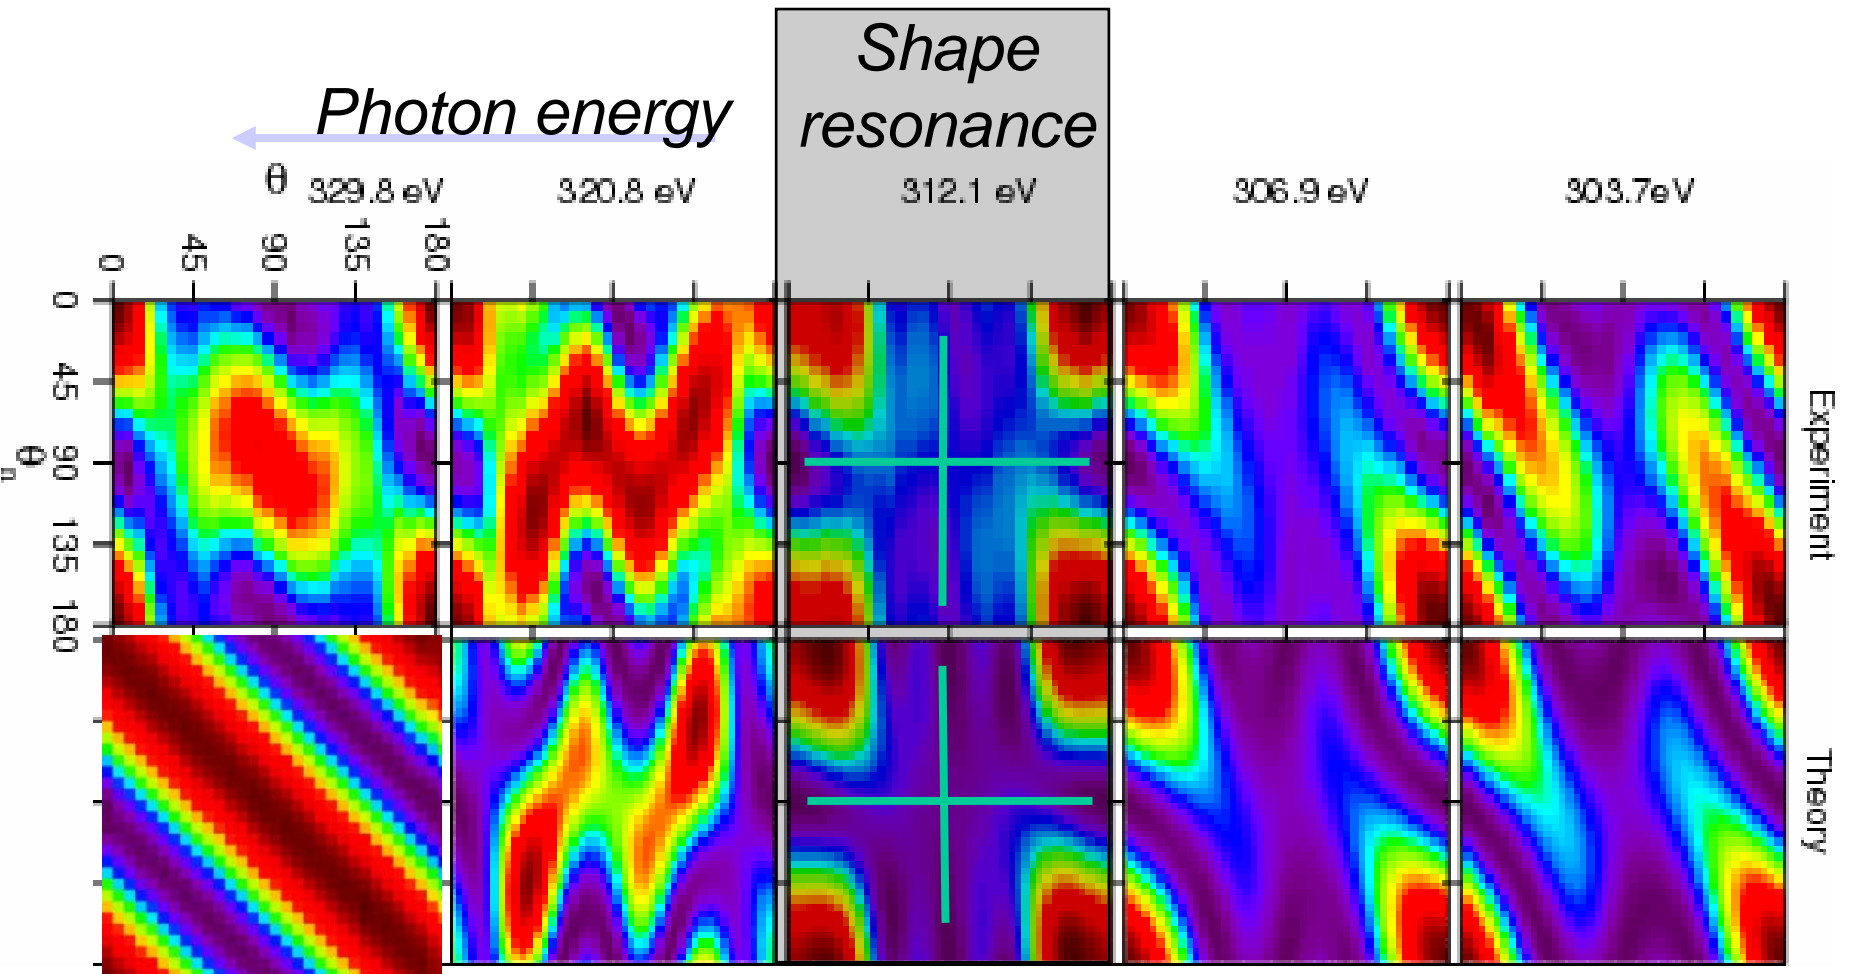 Shape
resonance
Photon energy
θ
329.8 eV
320.8 eV
312.1 eV
306.9 eV
303.7eV
0
45
90
135
180
0
45
90
135
180
θn
Experiment
Theory